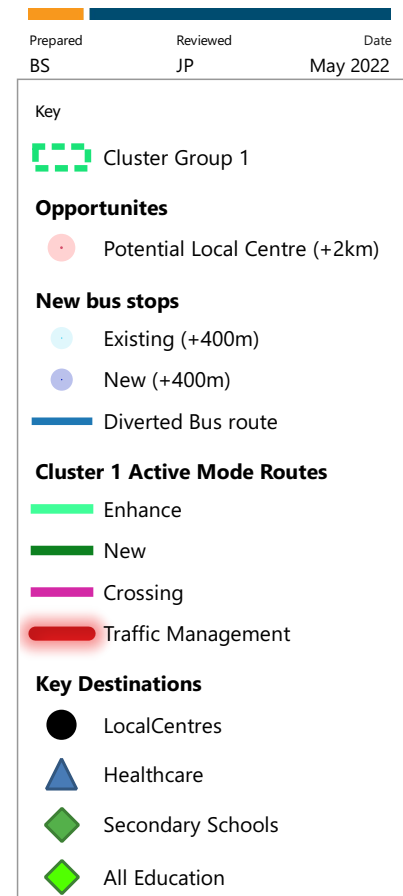 Prepared Reviewed Date
BS JP May 2022
Key
Cluster Group 1
Opportunites
Potential Local Centre (+2km)
New bus stops
Existing (+400m)
New (+400m)
Diverted Bus route
Cluster 1 Active Mode Routes
Enhance
New
Crossing
Traffic Management
Key Destinations
LocalCentres
Healthcare
Secondary Schools
All Education